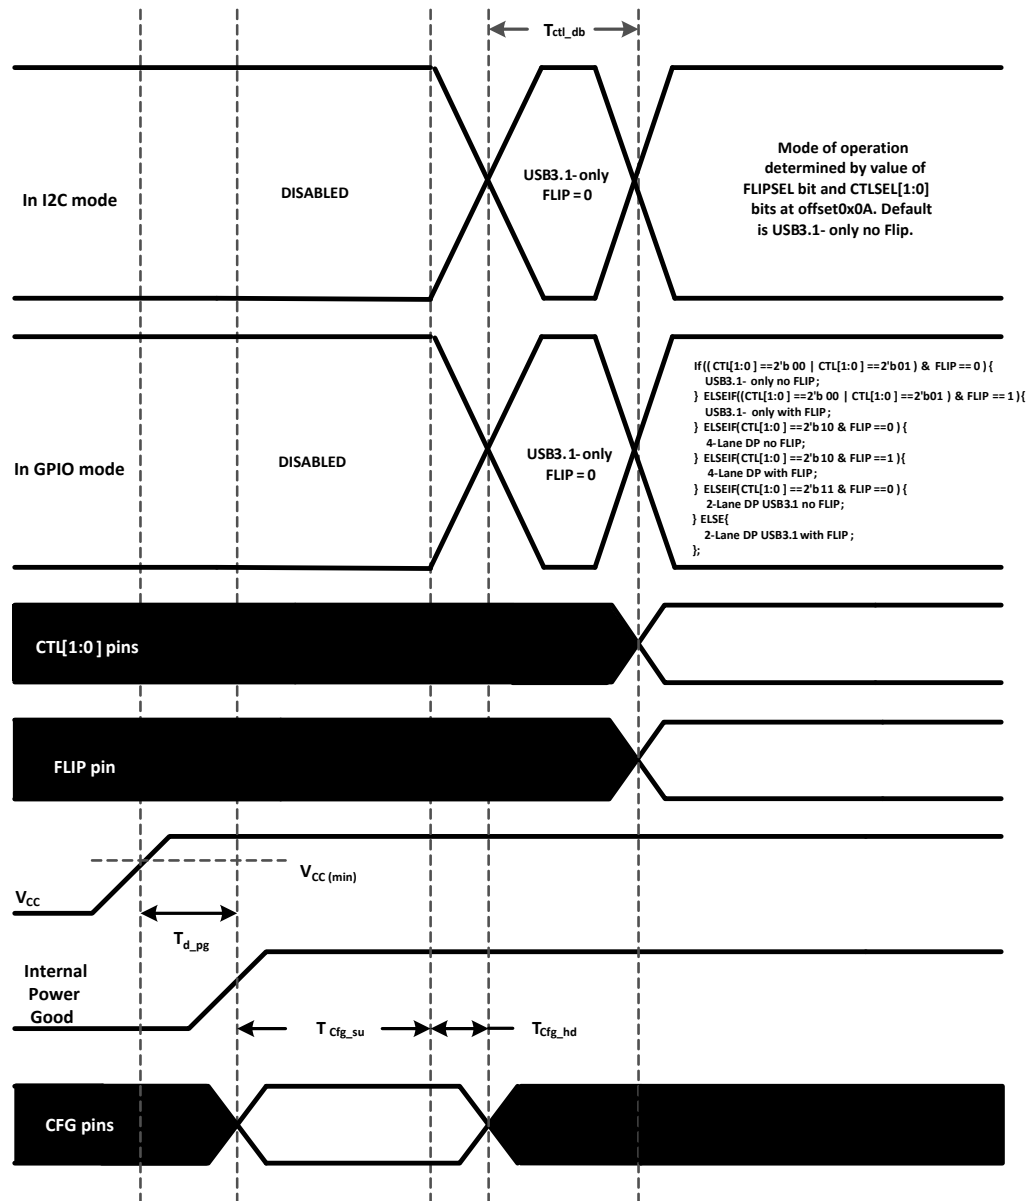 Tctl_db
In I2C mode
DISABLED
USB3.1- only
FLIP = 0
Mode of operation
determined by value of
FLIPSEL bit and CTLSEL[1:0]
bits at offset0x0A. Default
is USB3.1- only no Flip.
In GPIO mode
DISABLED
USB3.1- only
FLIP = 0
If(( CTL[1:0 ] ==2'b 00 | CTL[1:0 ] ==2'b01 ) & FLIP == 0 ) {
USB3.1- only no FLIP ;
} ELSEIF((CTL[1:0 ] ==2'b 00 | CTL[1:0 ] ==2'b01 ) & FLIP == 1 ) {
USB3.1- only with FLIP ;
} ELSEIF(CTL[1:0 ] ==2'b 10 & FLIP ==0 ) {
4-Lane DP no FLIP ;
} ELSEIF(CTL[1:0 ] ==2'b 10 & FLIP ==1 ) {
4-Lane DP with FLIP ;
} ELSEIF(CTL[1:0 ] ==2'b 11 & FLIP ==0 ) {
2-Lane DP USB3.1 no FLIP ;
} ELSE{
2-Lane DP USB3.1 with FLIP ;
};
CTL[1:0 ] pins
FLIP pin
VCC
VCC (min)
Td_pg
Internal
Power
Good
T Cfg_su
TCfg_hd
CFG pins